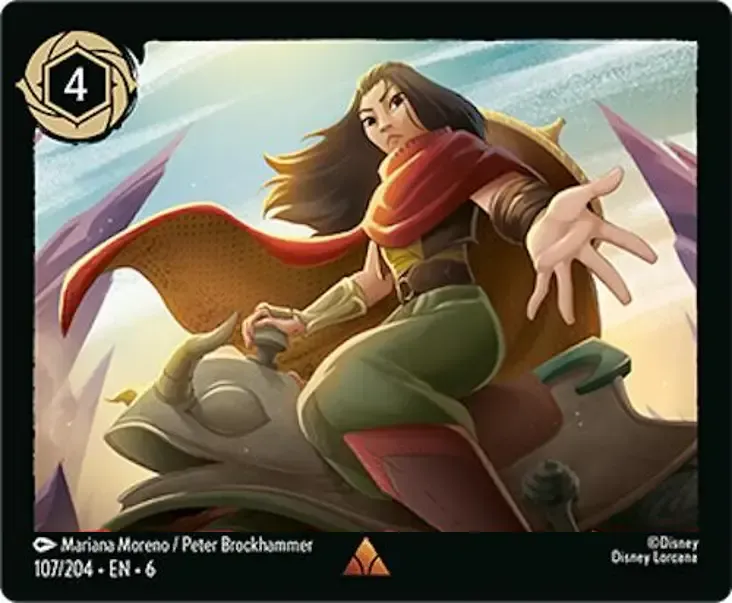 4
Mariana Moreno / Peter Brockhammer
107/204 • EN • 6
©Disney
Disney Lorcana